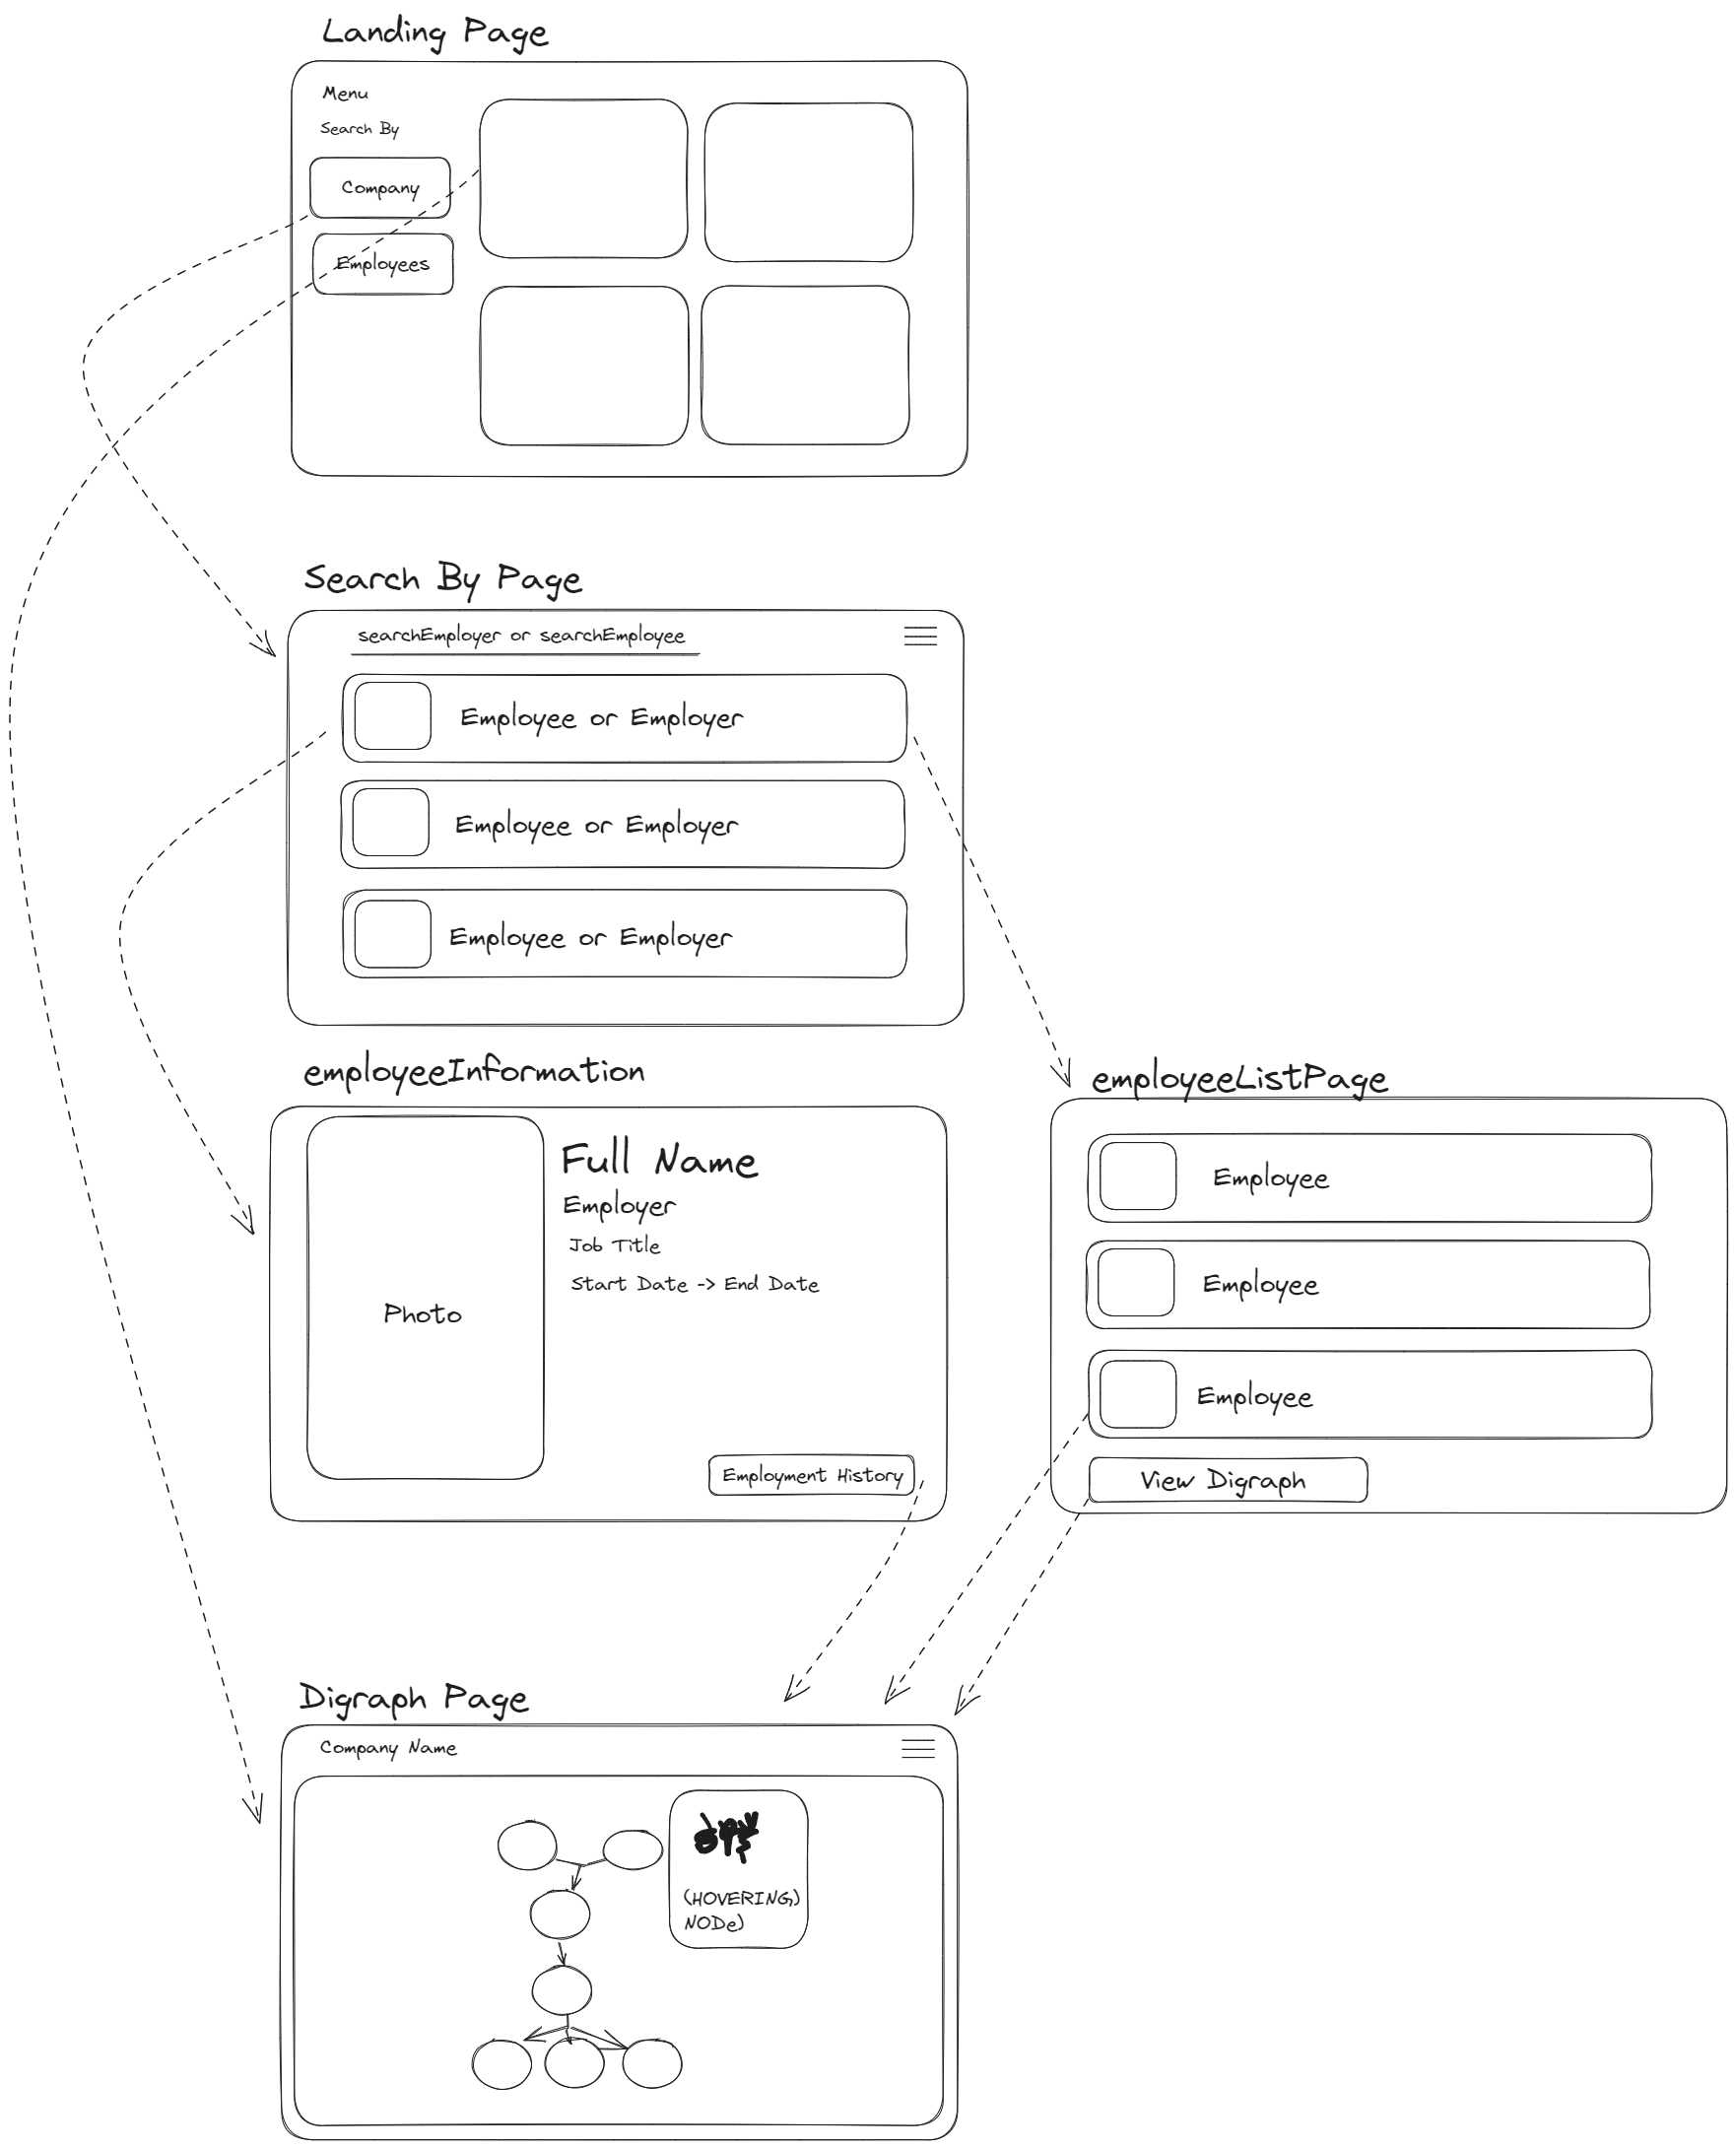 Landing Page
Menu
Search By
Company
Employees
Search By Page
searchEmployer or searchEmployee
Employee or Employer
Employee or Employer
Employee or Employer
employeeInformation
Photo
Full Name
Employer
Job Title
Start Date -> End Date
Employment History
employeeListPage
Employee
Employee
Employee
View Digraph
Digraph Page
Company Name
(HOVERING)
NODe)